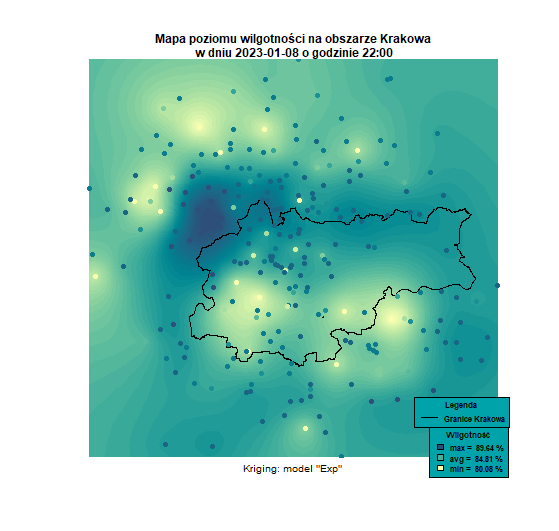 Mapa poziomu wilgotności na obszarze Krakowa
w dniu 2023-01-08 o godzinie 22:00
Legenda
Granice Krakowa
Wilgotność
max = 89.64 %
avg = 84.81 %
min = 80.08 %
Kriging: model "Exp"